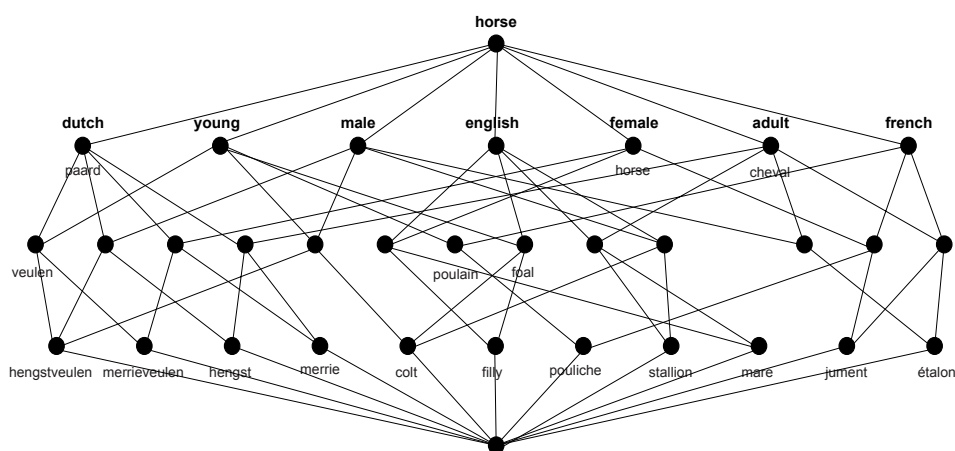 horse
dutch young male english female adult french
paard horse cheval
veulen poulain foal
hengstveulen merrieveulen hengst merrie colt filly pouliche stallion mare jument étalon